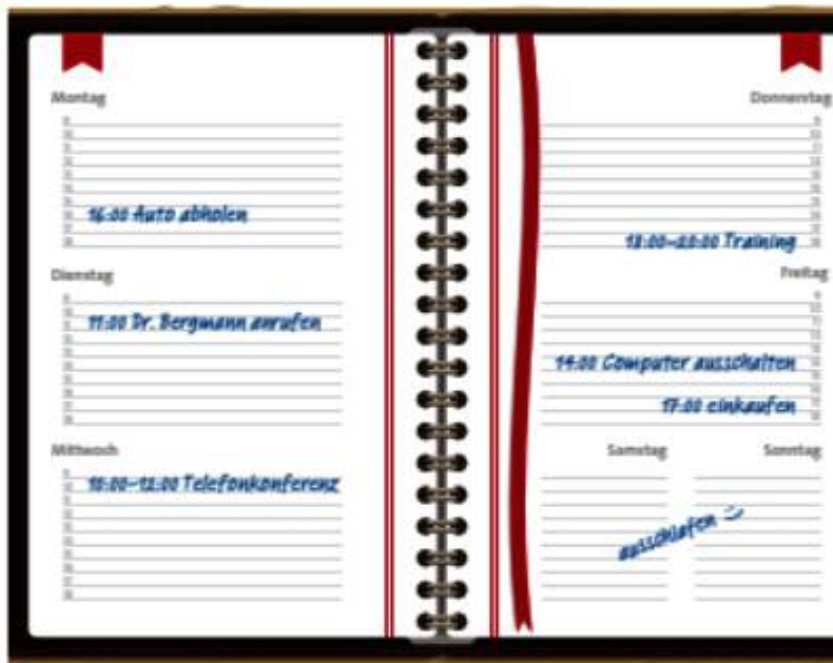 Montag
16:00 Auto abholen
Dienstag
11:00 Dr. Bergmann anrufen
Mittwoch
10:00-12:00 Telefonkonferenz
Donnerstag
18:00-20:00 Training
Freitag
14:00 Computer ausschalten
17:00 einkaufen
Samstag
Sonntag
ausschlafen